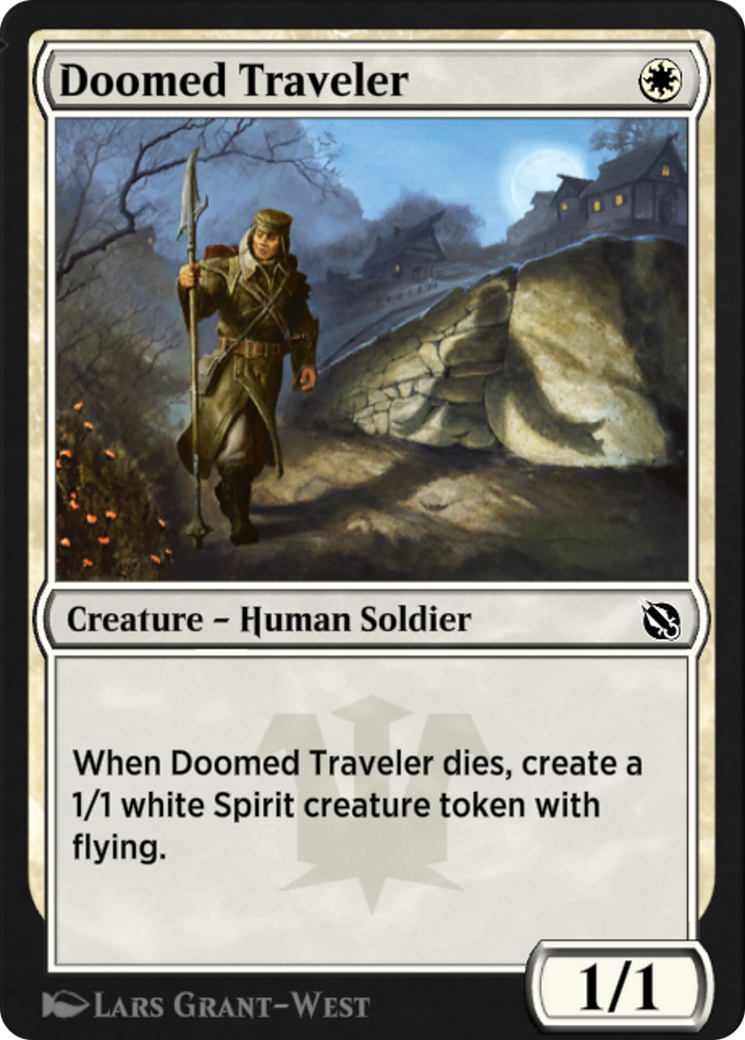 Doomed Traveler
Creature – Human Soldier
When Doomed Traveler dies, create a
1/1 white Spirit creature token with
flying.
1/1
Lars Grant-West